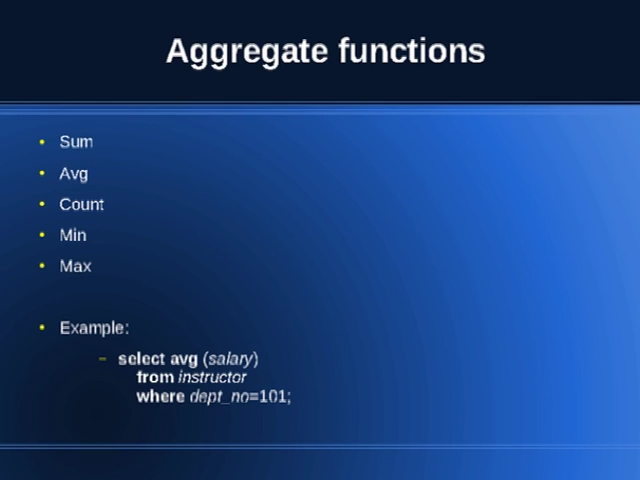 Aggregate functions
• Sum
• Avg
• Count
• Min
• Max
• Example:
– select avg (salary)
from instructor
where dept_no=101;